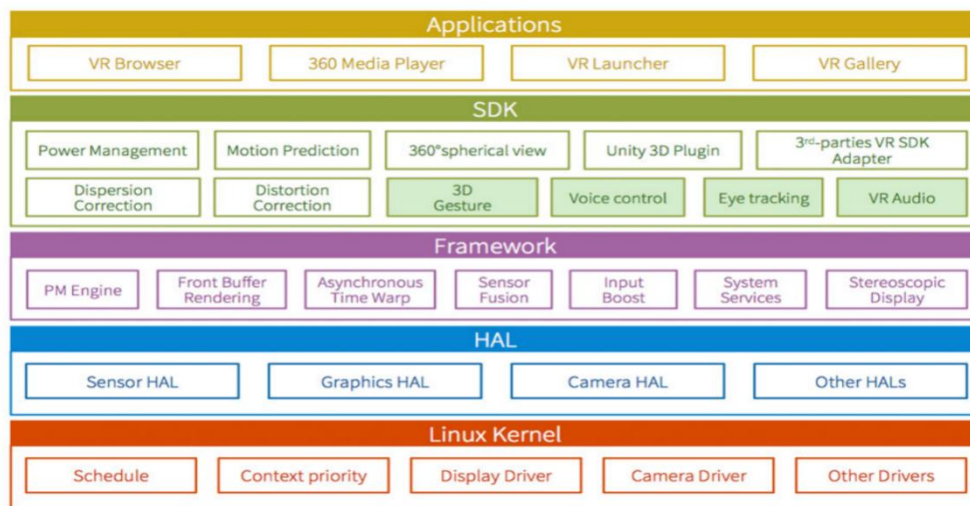 Applications
VR Browser
360 Media Player
VR Launcher
VR Gallery
SDK
Power Management
Motion Prediction
360°spherical view
Unity 3D Plugin
3rd-parties VR SDK
Adapter
Dispersion
Correction
Distortion
Correction
3D
Gesture
Voice control
Eye tracking
VR Audio
Framework
PM Engine
Front Buffer
Rendering
Asynchronous
Time Warp
Sensor
Fusion
Input
Boost
System
Services
Stereoscopic
Display
HAL
Sensor HAL
Graphics HAL
Camera HAL
Other HALs
Linux Kernel
Schedule
Context priority
Display Driver
Camera Driver
Other Drivers